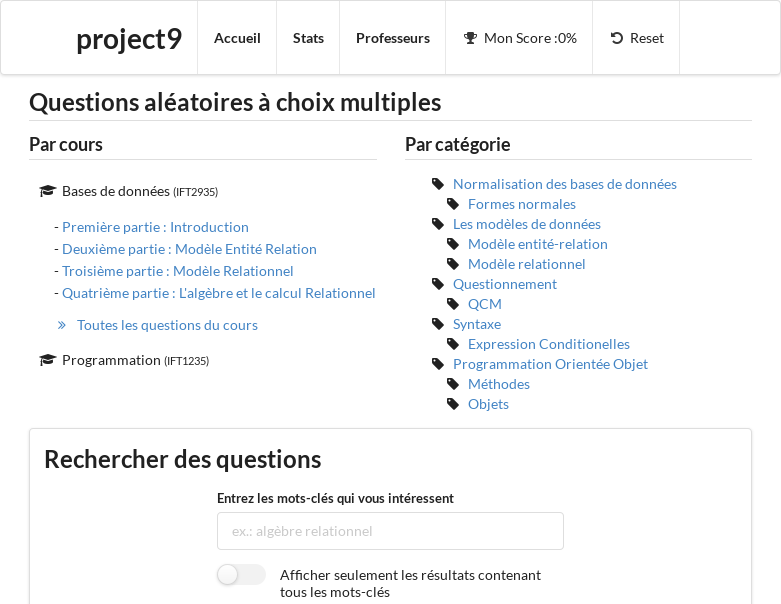 project9
Accueil
Stats
Professeurs
Mon Score :0%
Reset
Questions aléatoires à choix multiples
Par cours
Bases de données (IFT2935)
- Première partie : Introduction
- Deuxième partie : Modèle Entité Relation
- Troisième partie : Modèle Relationnel
- Quatrième partie : L'algèbre et le calcul Relationnel
Toutes les questions du cours
Programmation (IFT1235)
Par catégorie
Normalisation des bases de données
Formes normales
Les modèles de données
Modèle entité-relation
Modèle relationnel
Questionnement
QCM
Syntaxe
Expression Conditionelles
Programmation Orientée Objet
Méthodes
Objets
Rechercher des questions
Entrez les mots-clés qui vous intéressent
ex.: algèbre relationnel
Afficher seulement les résultats contenant
tous les mots-clés